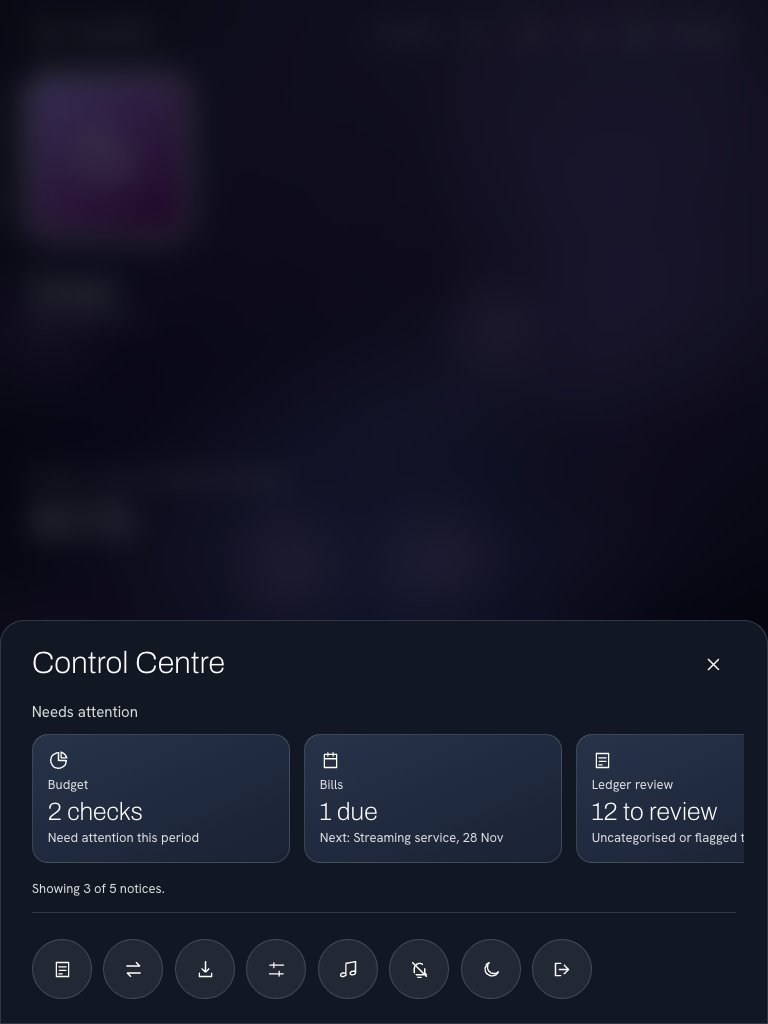 Control Centre
Needs attention
Budget
2 checks
Need attention this period
Bills
1 due
Next: Streaming service, 28 Nov
Ledger review
12 to review
Uncategorised or flagged
Showing 3 of 5 notices.